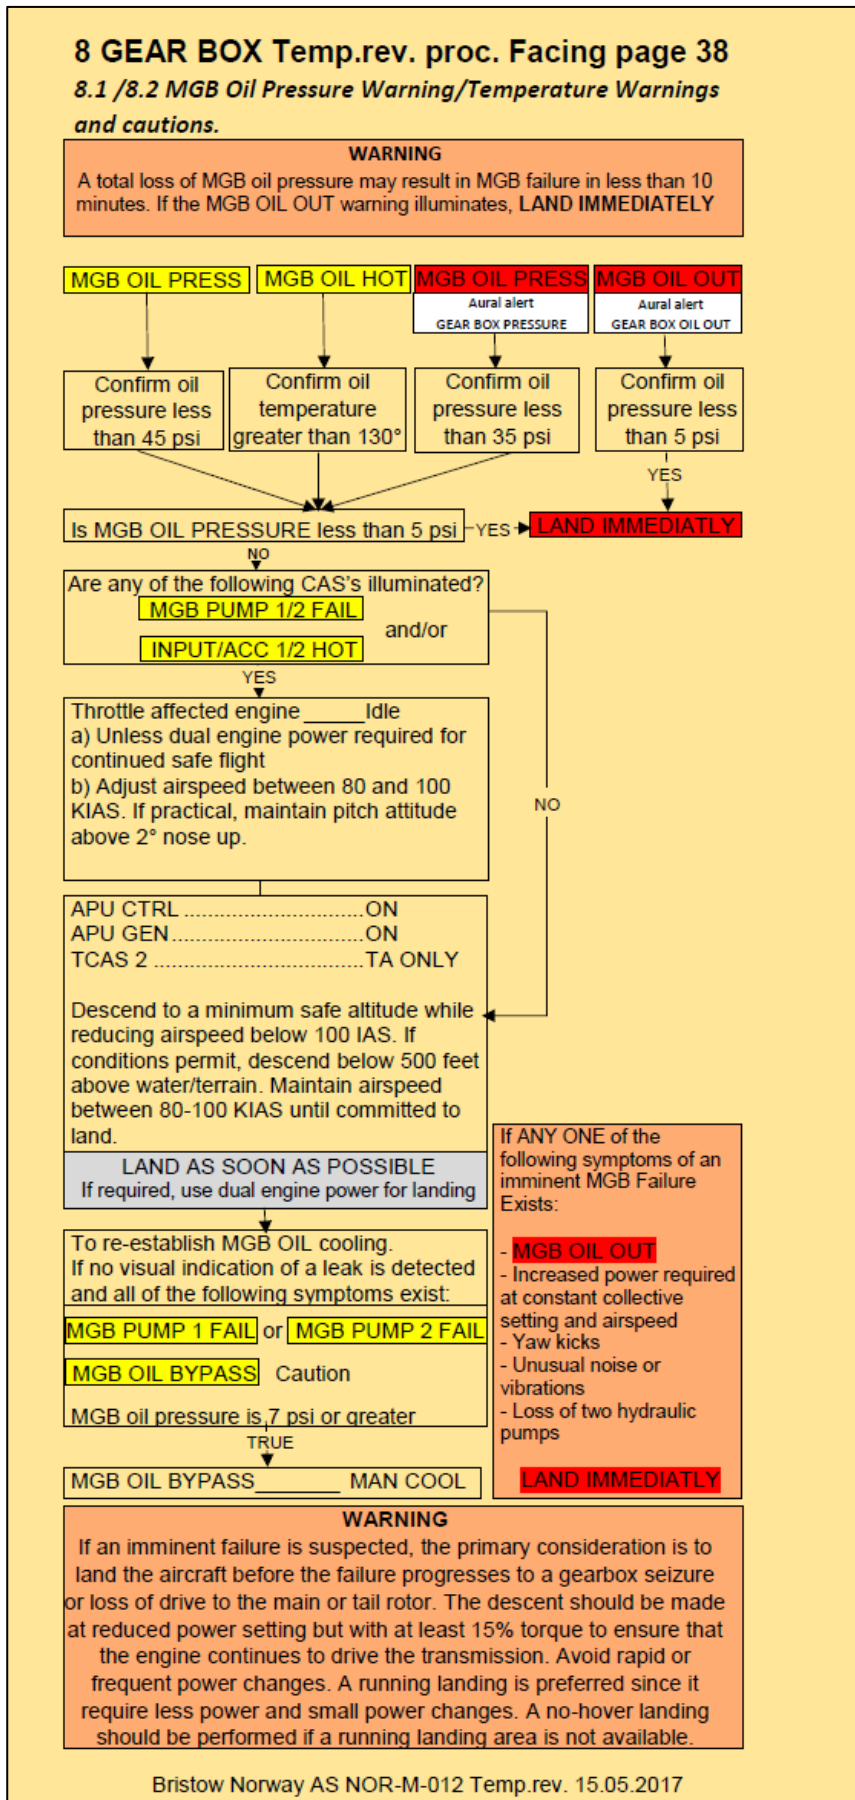 8 GEAR BOX Temp.rev. proc. Facing page 38
8.1 /8.2 MGB Oil Pressure Warning/Temperature Warnings
and cautions.
WARNING
A total loss of MGB oil pressure may result in MGB failure in less than 10
minutes. If the MGB OIL OUT warning illuminates, LAND IMMEDIATELY
MGB OIL PRESS
MGB OIL HOT
MGB OIL PRESS
Aural alert
GEAR BOX PRESSURE
MGB OIL OUT
Aural alert
GEAR BOX OIL OUT
Confirm oil
pressure less
than 45 psi
Confirm oil
temperature
greater than 130°
Confirm oil
pressure less
than 35 psi
Confirm oil
pressure less
than 5 psi
YES
Is MGB OIL PRESSURE less than 5 psi
YES
LAND IMMEDIATLY
NO
Are any of the following CAS's illuminated?
MGB PUMP 1/2 FAIL
and/or
INPUT/ACC 1/2 HOT
YES
Throttle affected engine _____Idle
a) Unless dual engine power required for
continued safe flight
b) Adjust airspeed between 80 and 100
KIAS. If practical, maintain pitch attitude
above 2° nose up.
NO
APU CTRL ..............................ON
APU GEN................................ON
TCAS 2 ...................................TA ONLY
Descend to a minimum safe altitude while
reducing airspeed below 100 IAS. If
conditions permit, descend below 500 feet
above water/terrain. Maintain airspeed
between 80-100 KIAS until committed to
land.
LAND AS SOON AS POSSIBLE
If required, use dual engine power for landing
To re-establish MGB OIL cooling.
If no visual indication of a leak is detected
and all of the following symptoms exist:
MGB PUMP 1 FAIL or MGB PUMP 2 FAIL
MGB OIL BYPASS Caution
MGB oil pressure is 7 psi or greater
TRUE
MGB OIL BYPASS_______ MAN COOL
If ANY ONE of the
following symptoms of an
imminent MGB Failure
Exists:
- MGB OIL OUT
- Increased power required
at constant collective
setting and airspeed
- Yaw kicks
- Unusual noise or
vibrations
- Loss of two hydraulic
pumps
LAND IMMEDIATLY
WARNING
If an imminent failure is suspected, the primary consideration is to
land the aircraft before the failure progresses to a gearbox seizure
or loss of drive to the main or tail rotor. The descent should be made
at reduced power setting but with at least 15% torque to ensure that
the engine continues to drive the transmission. Avoid rapid or
frequent power changes. A running landing is preferred since it
require less power and small power changes. A no-hover landing
should be performed if a running landing area is not available.
Bristow Norway AS NOR-M-012 Temp.rev. 15.05.2017